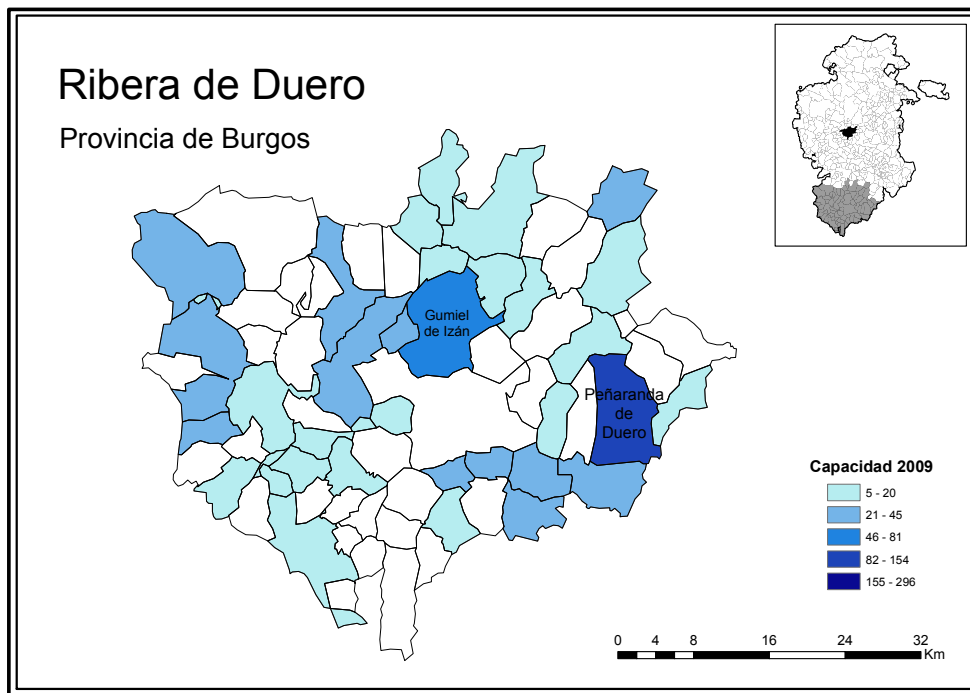 Ribera de Duero
Provincia de Burgos
Gumiel
de Izán
Peñaranda
de
Duero
Capacidad 2009
5 - 20
21 - 45
46 - 81
82 - 154
155 - 296
0 4 8 16 24 32
Km